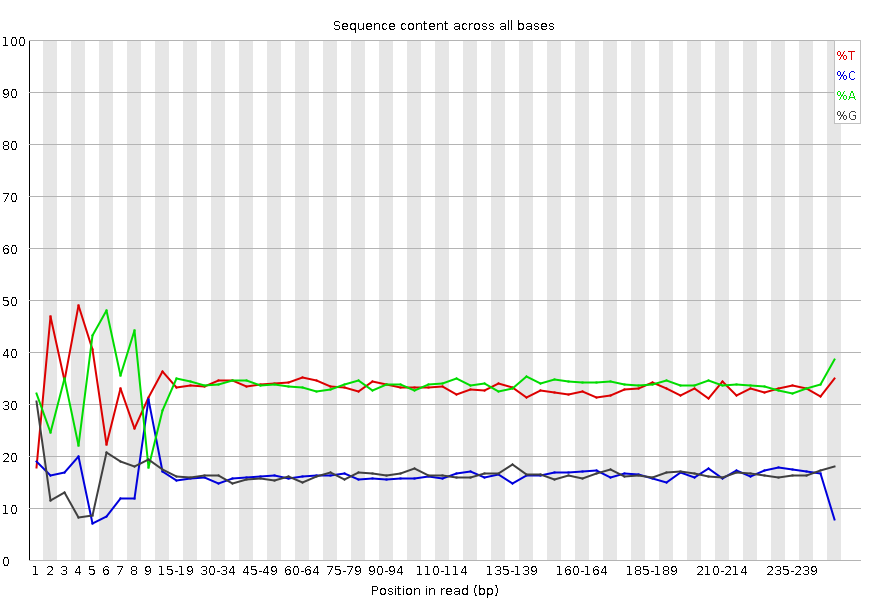 Sequence content across all bases
100
90
80
70
60
50
40
30
20
10
0
%T
%C
%A
%G
1 2 3 4 5 6 7 8 9 15-19 30-34 45-49 60-64 75-79 90-94 110-114 135-139 160-164 185-189 210-214 235-239
Position in read (bp)